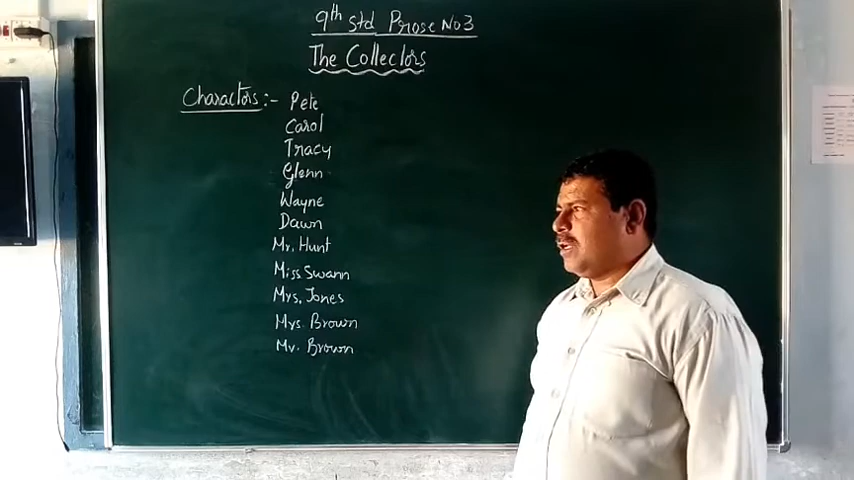 9th Std Prose No 3
The Collectors
Charactors :- Pete
Carol
Tracy
Glenn
Wayne
Dawn
Mr. Hunt
Miss Swann
Mrs. Jones
Mrs. Brown
Mr. Brown